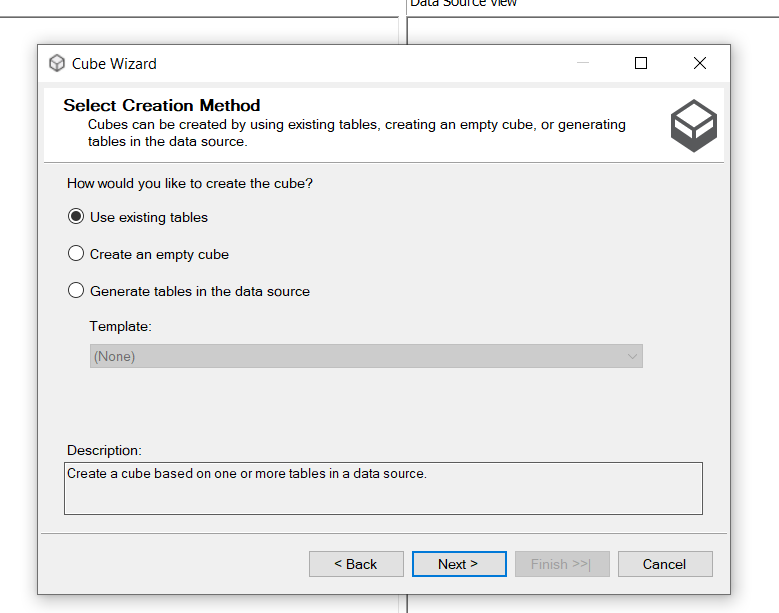 Data Source View
Cube Wizard
Select Creation Method
Cubes can be created by using existing tables, creating an empty cube, or generating
tables in the data source.
How would you like to create the cube?
Use existing tables
Create an empty cube
Generate tables in the data source
Template:
(None)
Description:
Create a cube based on one or more tables in a data source.
< Back
Next >
Finish >>|
Cancel